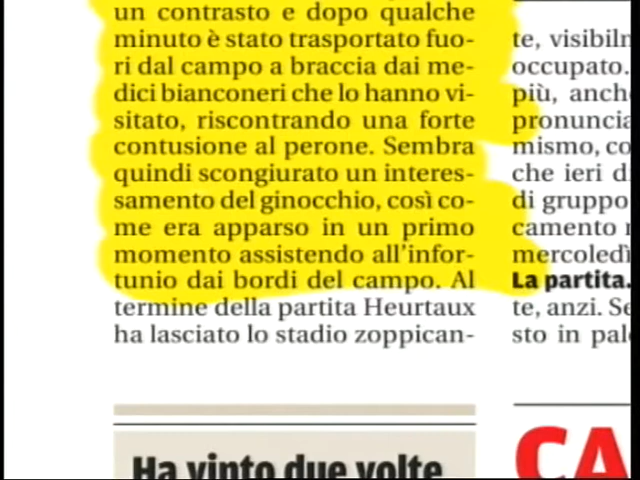 un contrasto e dopo qualche
minuto è stato trasportato fuo-
ri dal campo a braccia dai me-
dici bianconeri che lo hanno vi-
sitato, riscontrando una forte
contusione al perone. Sembra
quindi scongiurato un interes-
samento del ginocchio, così co-
me era apparso in un primo
momento assistendo all'infor-
tunio dai bordi del campo. Al
termine della partita Heurtaux
ha lasciato lo stadio zoppican-
Ha vinto due volte
te, visibiln
occupato.
più, anch
pronuncia
mismo, co
che ieri d
di gruppo
camento
mercoledì
La partita.
te, anzi. Se
sto in pal
CA